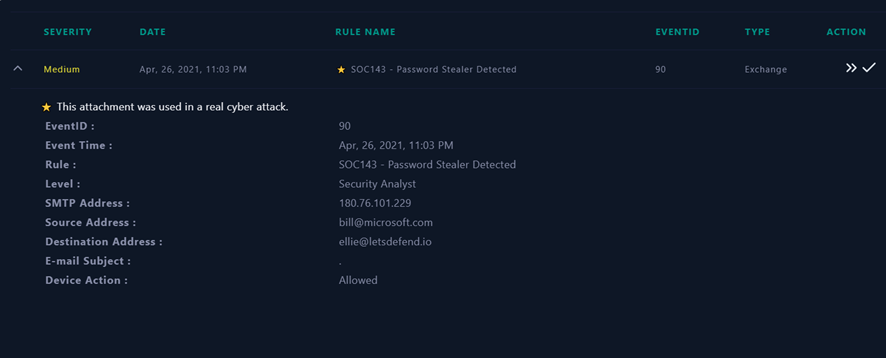 SEVERITY DATE RULE NAME EVENTID TYPE ACTION
Medium Apr, 26, 2021, 11:03 PM SOC143 - Password Stealer Detected 90 Exchange
This attachment was used in a real cyber attack.
EventID : 90
Event Time : Apr, 26, 2021, 11:03 PM
Rule : SOC143 - Password Stealer Detected
Level : Security Analyst
SMTP Address : 180.76.101.229
Source Address : bill@microsoft.com
Destination Address : ellie@letsdefend.io
E-mail Subject : .
Device Action : Allowed